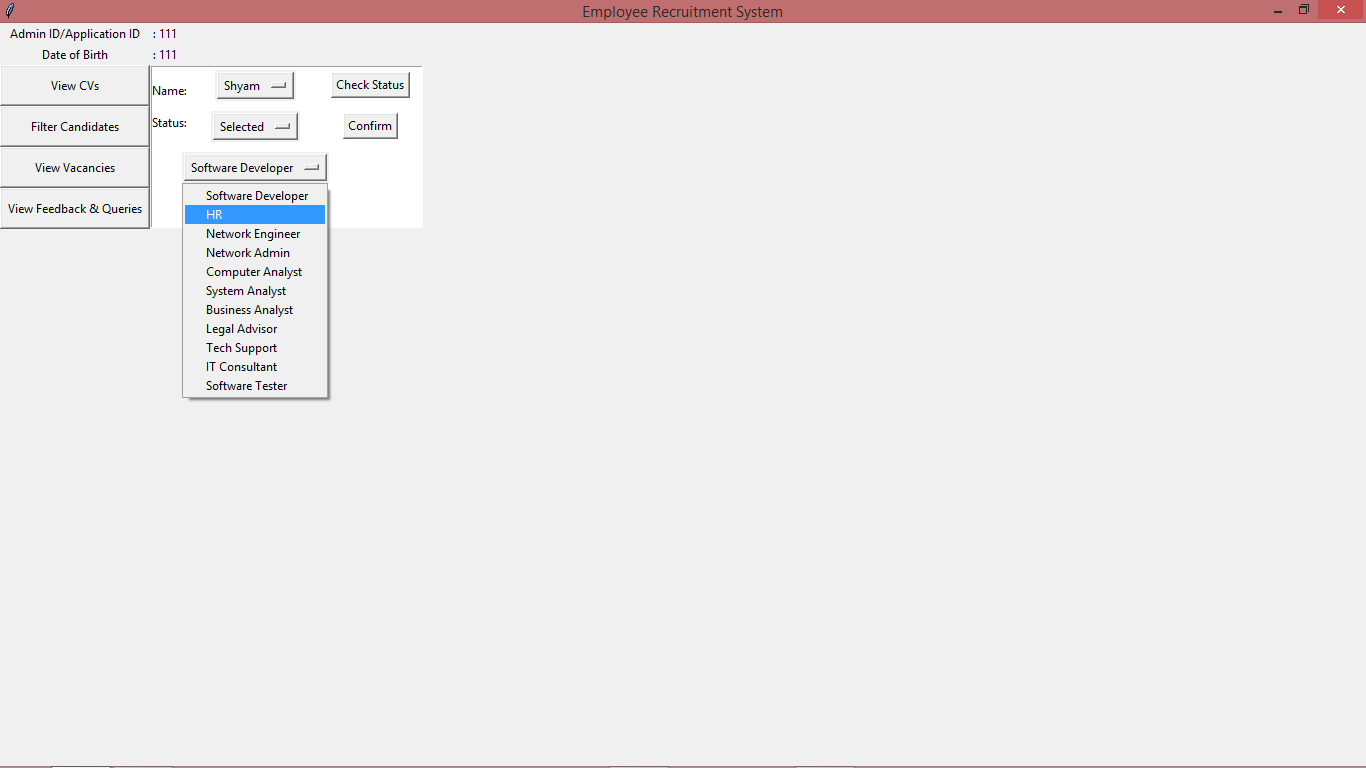 Employee Recruitment System
Admin ID/Application ID : 111
Date of Birth : 111
View CVs
Filter Candidates
View Vacancies
View Feedback & Queries
Name: Shyam Check Status
Status: Selected Confirm
Software Developer
Software Developer
HR
Network Engineer
Network Admin
Computer Analyst
System Analyst
Business Analyst
Legal Advisor
Tech Support
IT Consultant
Software Tester